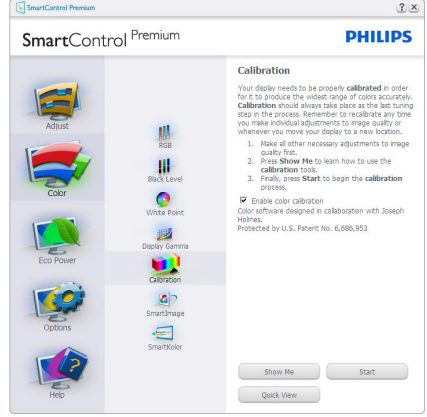 SmartControl Premium
? x
SmartControl Premium
PHILIPS
Adjust
Color
Eco Power
Options
Help
RGB
Black Level
White Point
Display Gamma
Calibration
SmartImage
SmartKolor
Calibration
Your display needs to be properly calibrated in order
for it to produce the widest range of colors accurately.
Calibration should always take place as the last tuning
step in the process. Remember to recalibrate any time
you make individual adjustments to image quality or
whenever you move your display to a new location.
1. Make all other necessary adjustments to image
quality first.
2. Press Show Me to learn how to use the
calibration tools.
3. Finally, press Start to begin the calibration
process.
Enable color calibration
Color software designed in collaboration with Joseph
Holmes.
Protected by U.S. Patent No. 6,686,953
Show Me
Start
Quick View